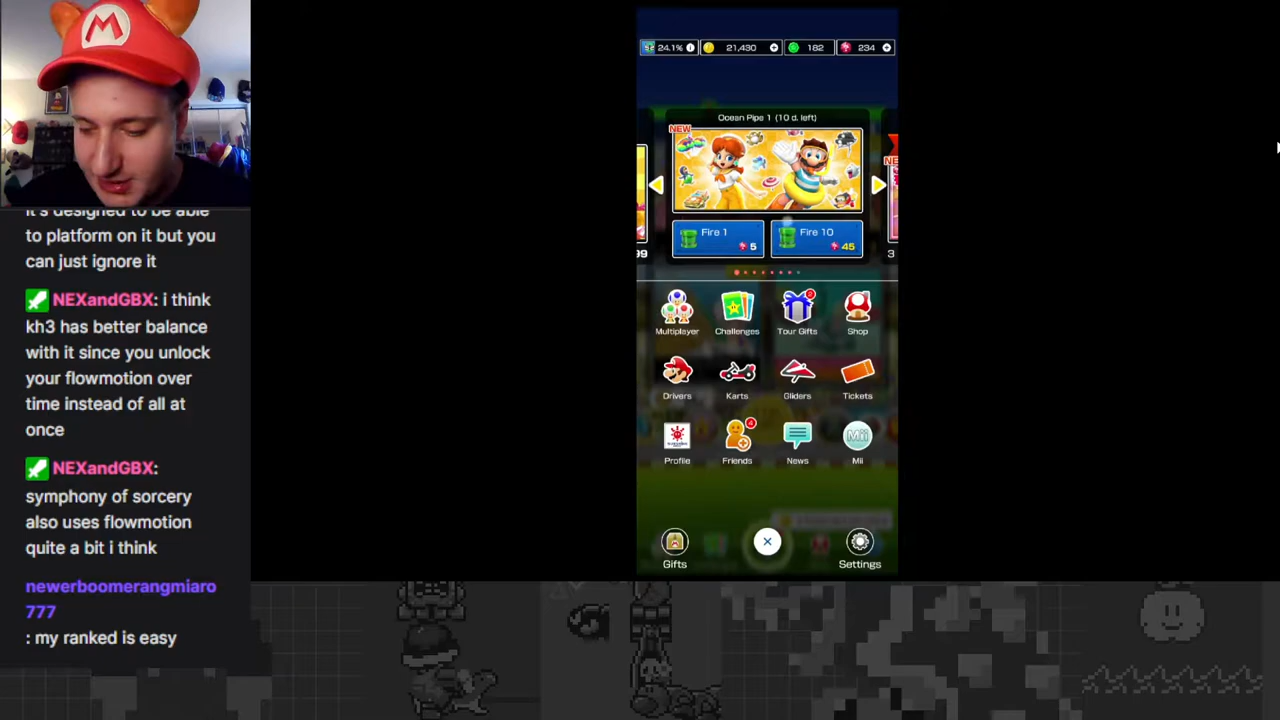 M
it's designed to be able
to platform on it but you
can just ignore it
NEXandGBX: i think
kh3 has better balance
with it since you unlock
your flowmotion over
time instead of all at
once
NEXandGBX:
symphony of sorcery
also uses flowmotion
quite a bit i think
newerboomerangmiaro
777
: my ranked is easy
24.1% 21,430 182 234
Ocean Pipe 1 (10 d. left)
NEW
Fire 1 5 Fire 10 45
99 3
Multiplayer Challenges Tour Gifts Shop
Drivers Karts Gliders Tickets
Mii
Profile Friends News Mii
Gifts Settings